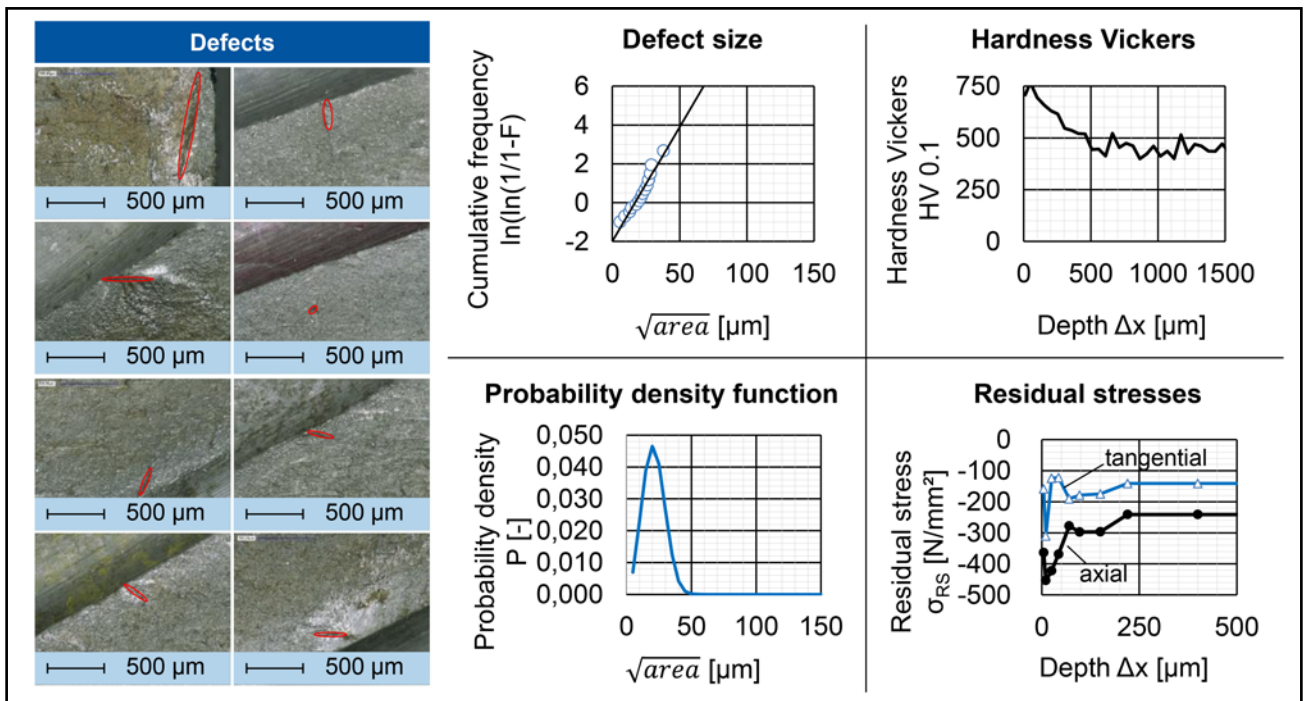 Defects
500 µm
500 µm
500 µm
500 µm
500 µm
500 µm
500 µm
500 µm
Defect size
Cumulative frequency
ln(ln(1/1-F)
6
4
2
0
-2
0
50
100
150
√area [µm]
Hardness Vickers
Hardness Vickers
HV 0.1
750
500
250
0
0
500
1000
1500
Depth Δx [µm]
Probability density function
Probability density
P [-]
0,050
0,040
0,030
0,020
0,010
0,000
0
50
100
150
√area [µm]
Residual stresses
Residual stress
σRS [N/mm²]
0
-100
-200
-300
-400
-500
tangential
axial
0
250
500
Depth Δx [µm]